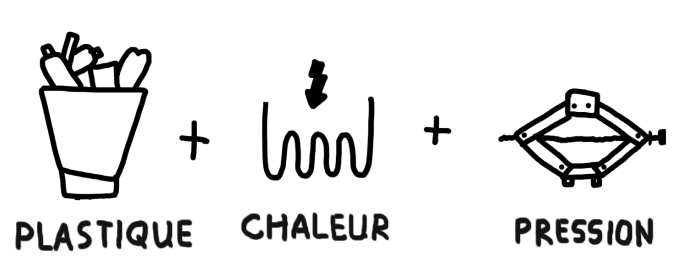 PLASTIQUE + CHALEUR + PRESSION